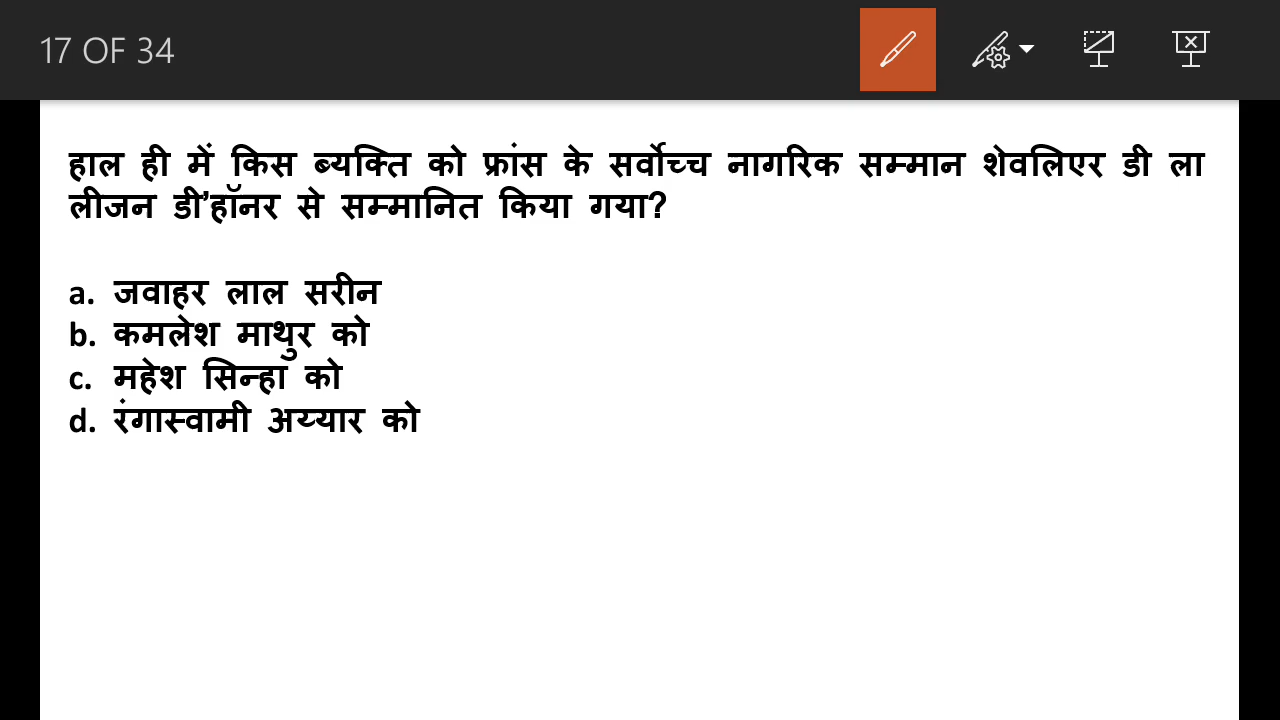 17 OF 34
हाल ही में किस ब्यक्ति को फ्रांस के सर्वोच्च नागरिक सम्मान शेवलिएर डी ला
लीजन डी’हॉनर से सम्मानित किया गया?
a. जवाहर लाल सरीन
b. कमलेश माथुर को
c. महेश सिन्हा को
d. रंगास्वामी अय्यार को